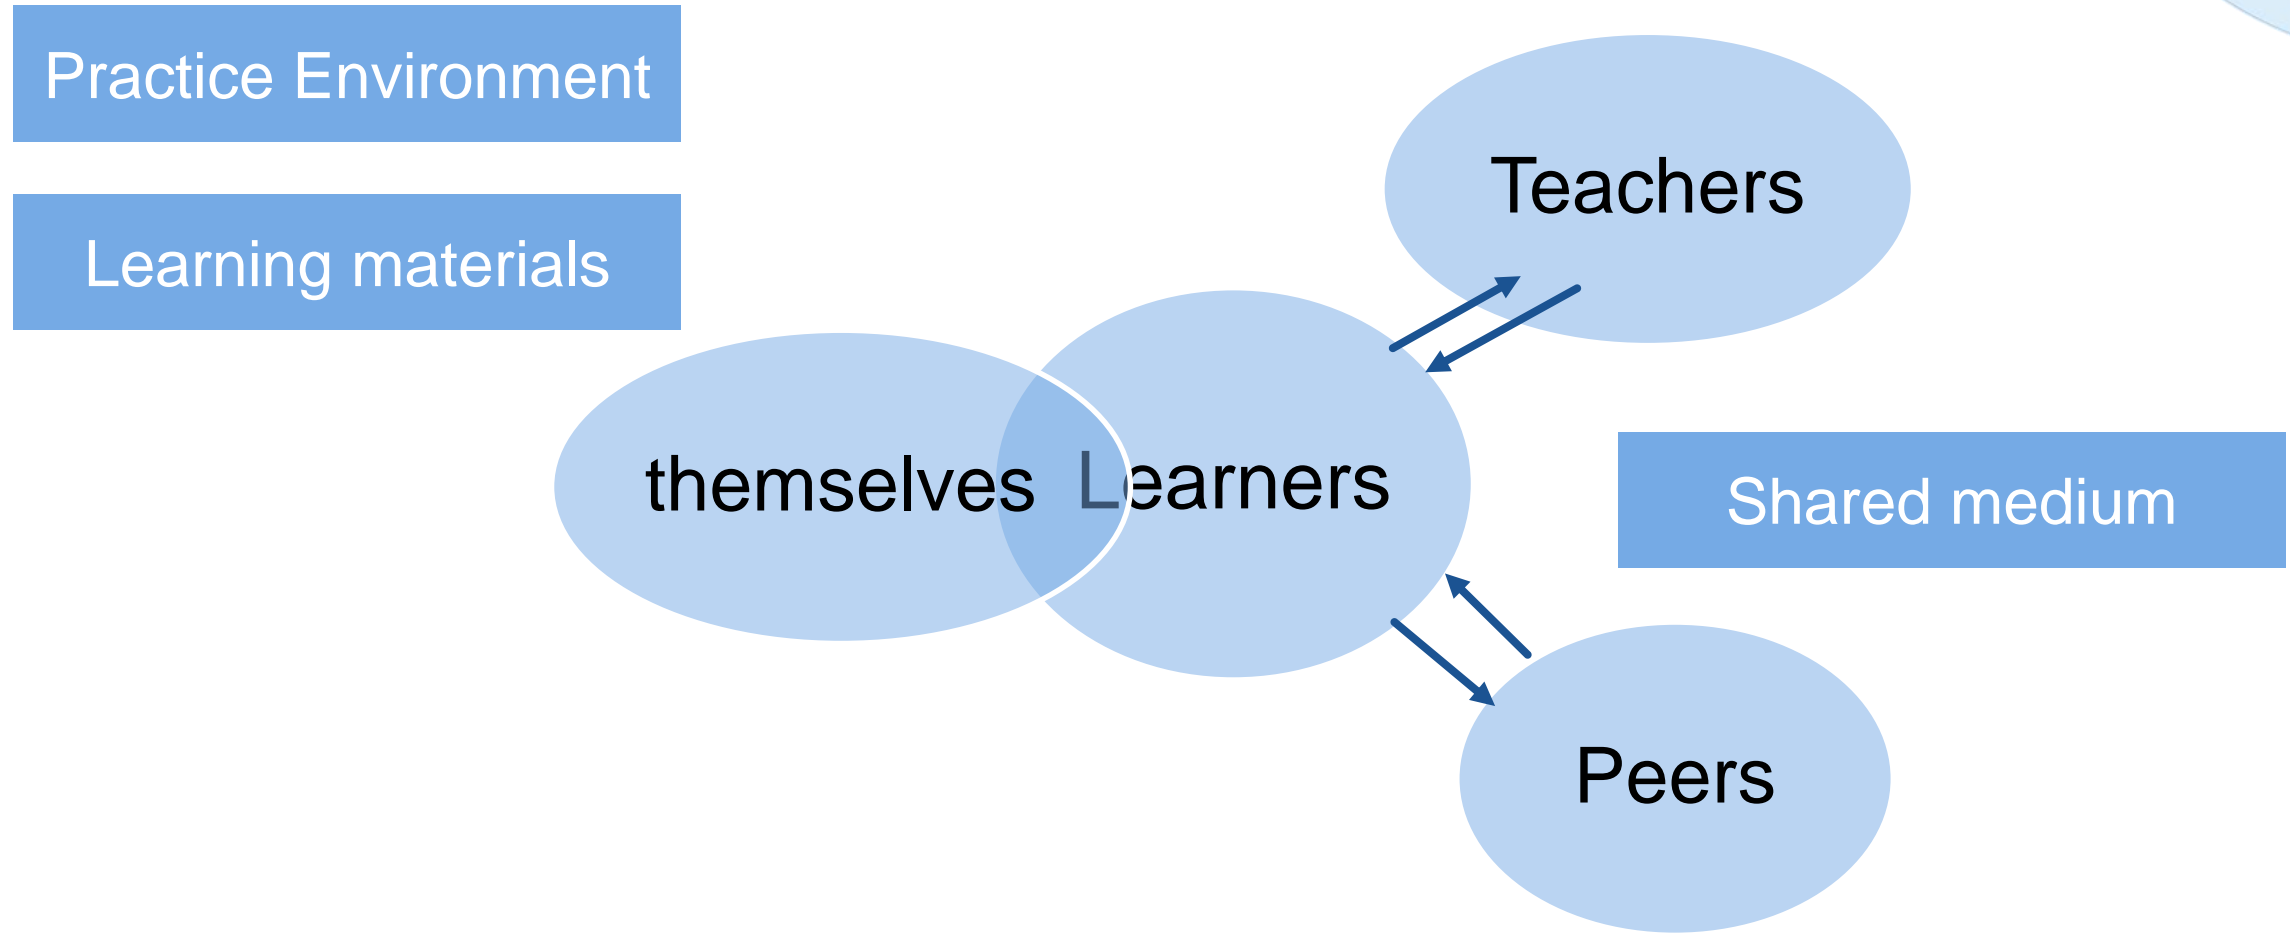 Practice Environment
Learning materials
Teachers
themselves
Learners
Shared medium
Peers